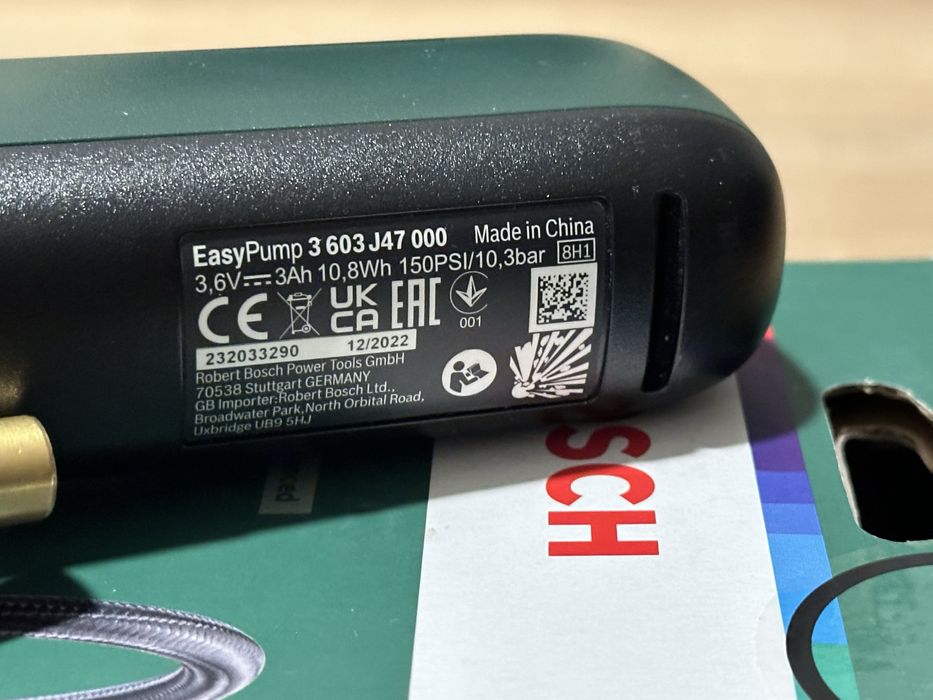 EasyPump 3 603 J47 000 Made in China
3,6V⎓3Ah 10,8Wh 150PSI/10,3bar 8H1
CE UK CA EAC
001
232033290 12/2022
Robert Bosch Power Tools GmbH
70538 Stuttgart GERMANY
GB Importer:Robert Bosch Ltd.,
Broadwater Park,North Orbital Road,
Uxbridge UB9 5HJ
SCH